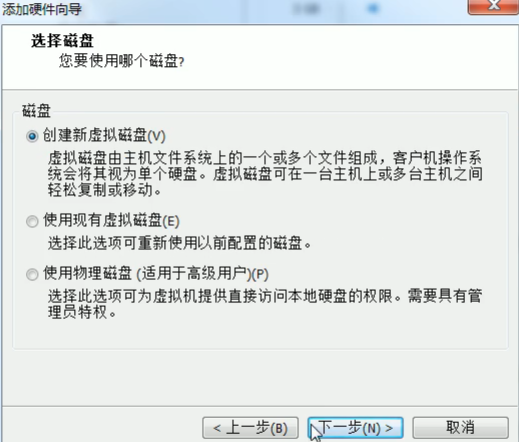 添加硬件向导
选择磁盘
您要使用哪个磁盘?
磁盘
创建新虚拟磁盘(V)
虚拟磁盘由主机文件系统上的一个或多个文件组成，客户机操作系
统会将其视为单个硬盘。虚拟磁盘可在一台主机上或多台主机之间
轻松复制或移动。
使用现有虚拟磁盘(E)
选择此选项可重新使用以前配置的磁盘。
使用物理磁盘 (适用于高级用户)(P)
选择此选项可为虚拟机提供直接访问本地硬盘的权限。需要具有管
理员特权。
< 上一步(B)
下一步(N) >
取消